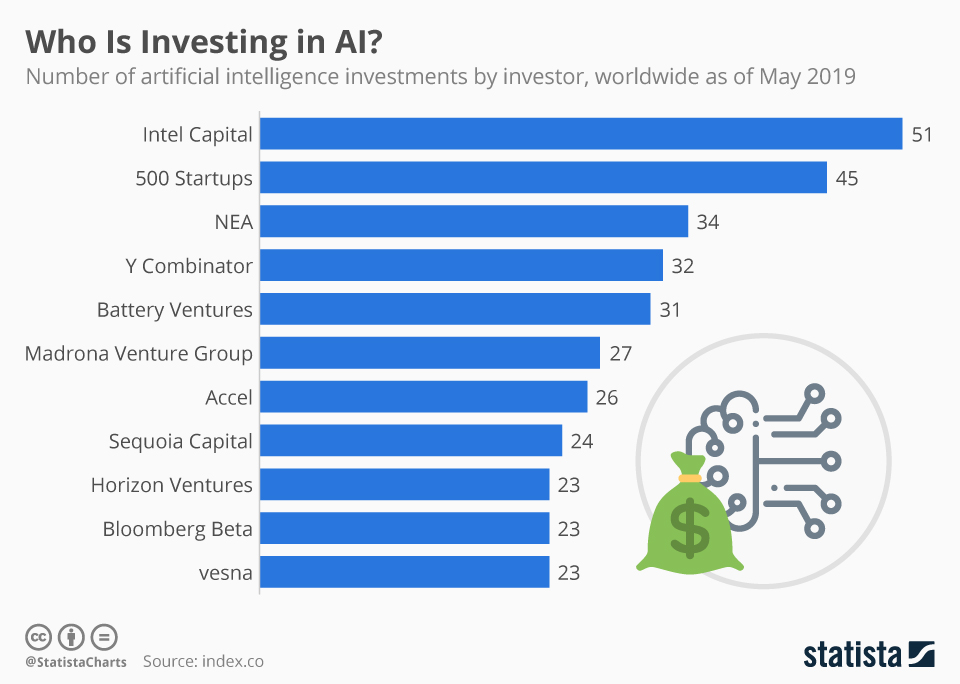 Who Is Investing in AI?
Number of artificial intelligence investments by investor, worldwide as of May 2019
Intel Capital 51
500 Startups 45
NEA 34
Y Combinator 32
Battery Ventures 31
Madrona Venture Group 27
Accel 26
Sequoia Capital 24
Horizon Ventures 23
Bloomberg Beta 23
vesna 23
$
cc =
@StatistaCharts Source: index.co
statista